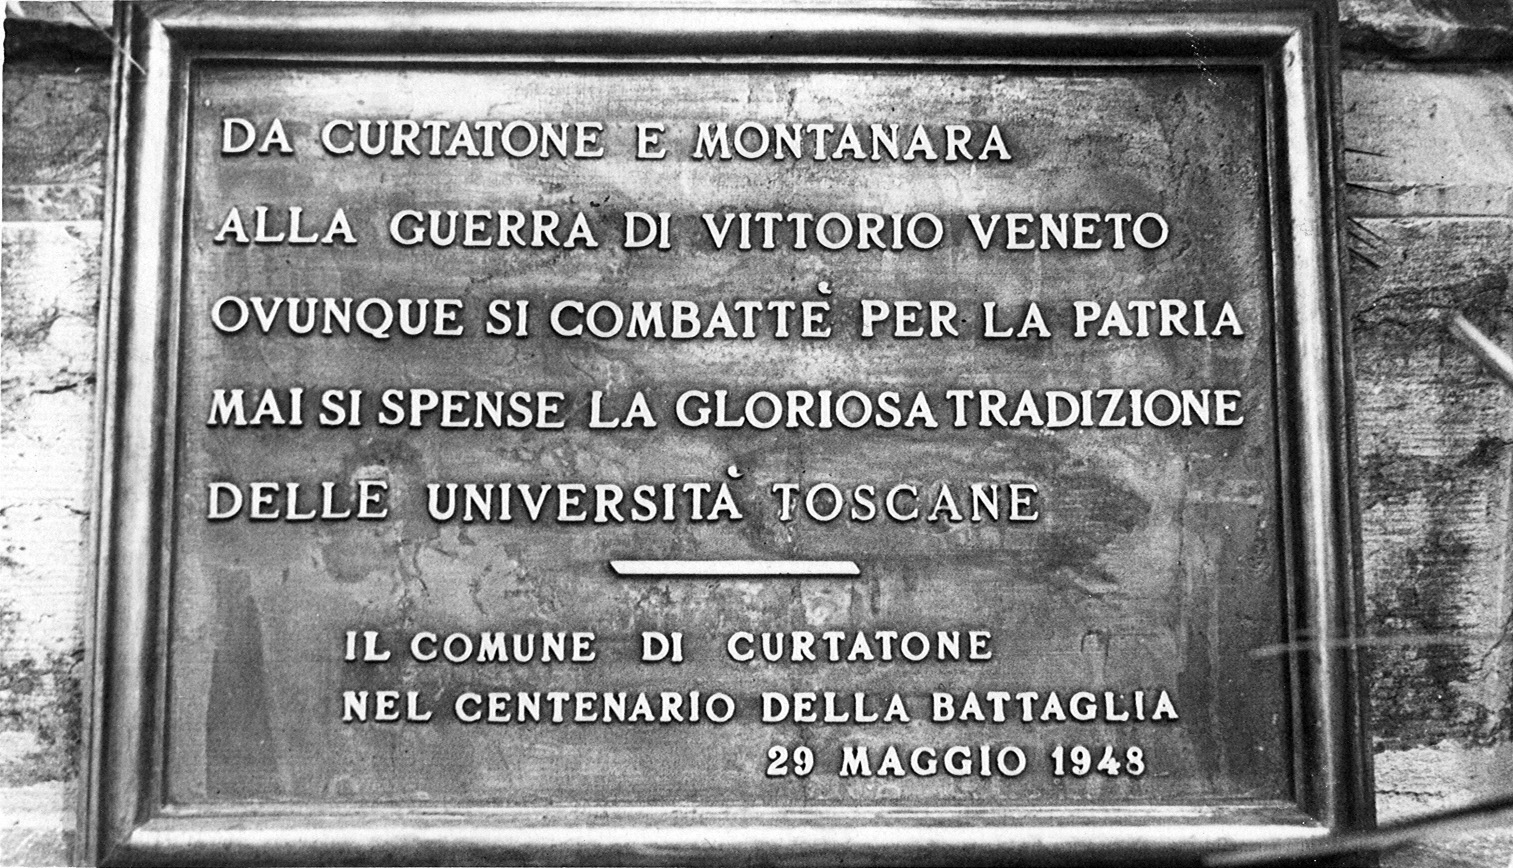 DA CURTATONE E MONTANARA
ALLA GUERRA DI VITTORIO VENETO
OVUNQUE SI COMBATTÈ PER LA PATRIA
MAI SI SPENSE LA GLORIOSA TRADIZIONE
DELLE UNIVERSITÀ TOSCANE
IL COMUNE DI CURTATONE
NEL CENTENARIO DELLA BATTAGLIA
29 MAGGIO 1948